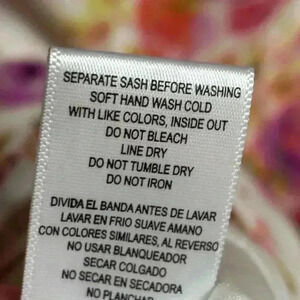 SEPARATE SASH BEFORE WASHING
SOFT HAND WASH COLD
WITH LIKE COLORS, INSIDE OUT
DO NOT BLEACH
LINE DRY
DO NOT TUMBLE DRY
DO NOT IRON
DIVIDA EL BANDA ANTES DE LAVAR
LAVAR EN FRIO SUAVE AMANO
CON COLORES SIMILARES, AL REVERSO
NO USAR BLANQUEADOR
SECAR COLGADO
NO SECAR EN SECADORA
NO PLANCHAR